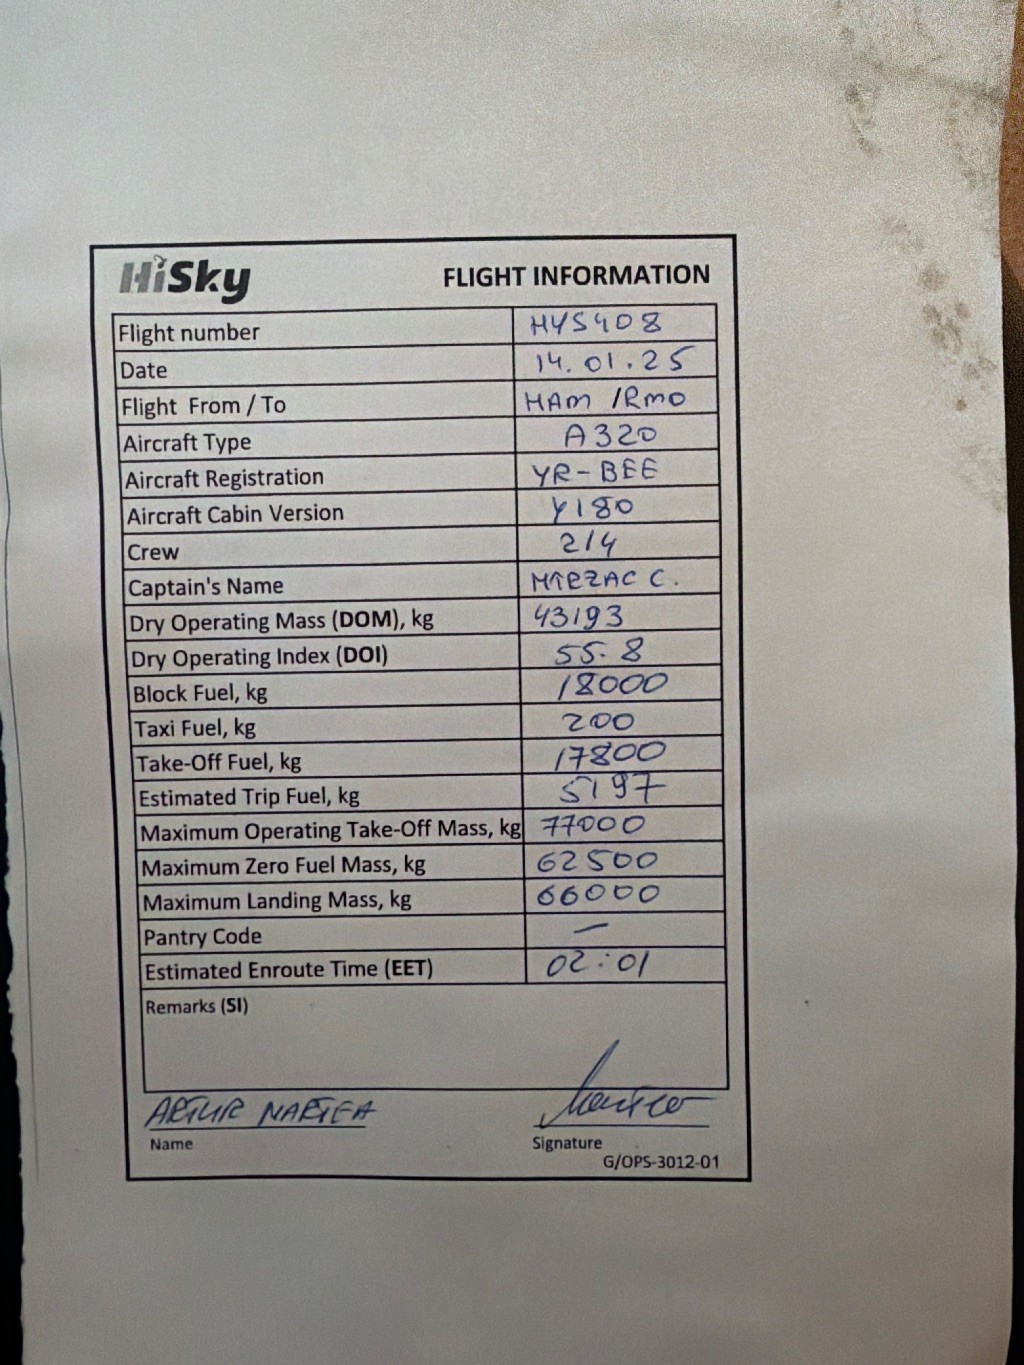 HiSky FLIGHT INFORMATION
Flight number HYS408
Date 14.01.25
Flight From / To HAM / RMO
Aircraft Type A320
Aircraft Registration YR-BEE
Aircraft Cabin Version Y180
Crew 2/4
Captain's Name C.
Dry Operating Mass (DOM), kg 43193
Dry Operating Index (DOI) 55.8
Block Fuel, kg 18000
Taxi Fuel, kg 200
Take-Off Fuel, kg 17800
Estimated Trip Fuel, kg 5197
Maximum Operating Take-Off Mass, kg 77000
Maximum Zero Fuel Mass, kg 62500
Maximum Landing Mass, kg 66000
Pantry Code —
Estimated Enroute Time (EET) 02:01
Remarks (SI)
ARTUR NARTEA
Name Signature
G/OPS-3012-01